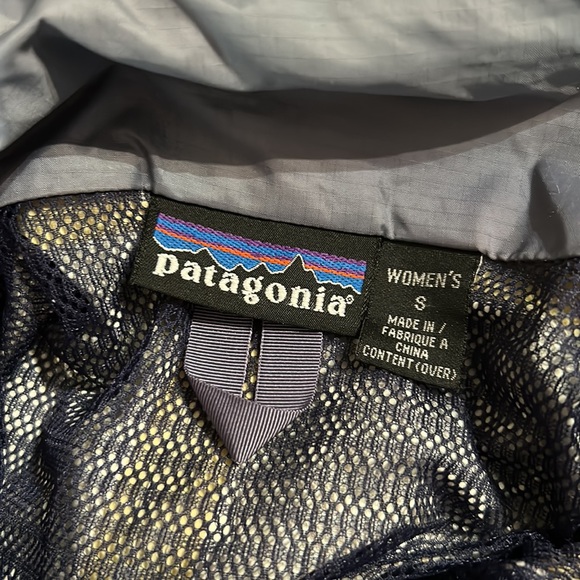 patagonia®
WOMEN'S
S
MADE IN /
FABRIQUE A
CHINA
CONTENT (OVER)